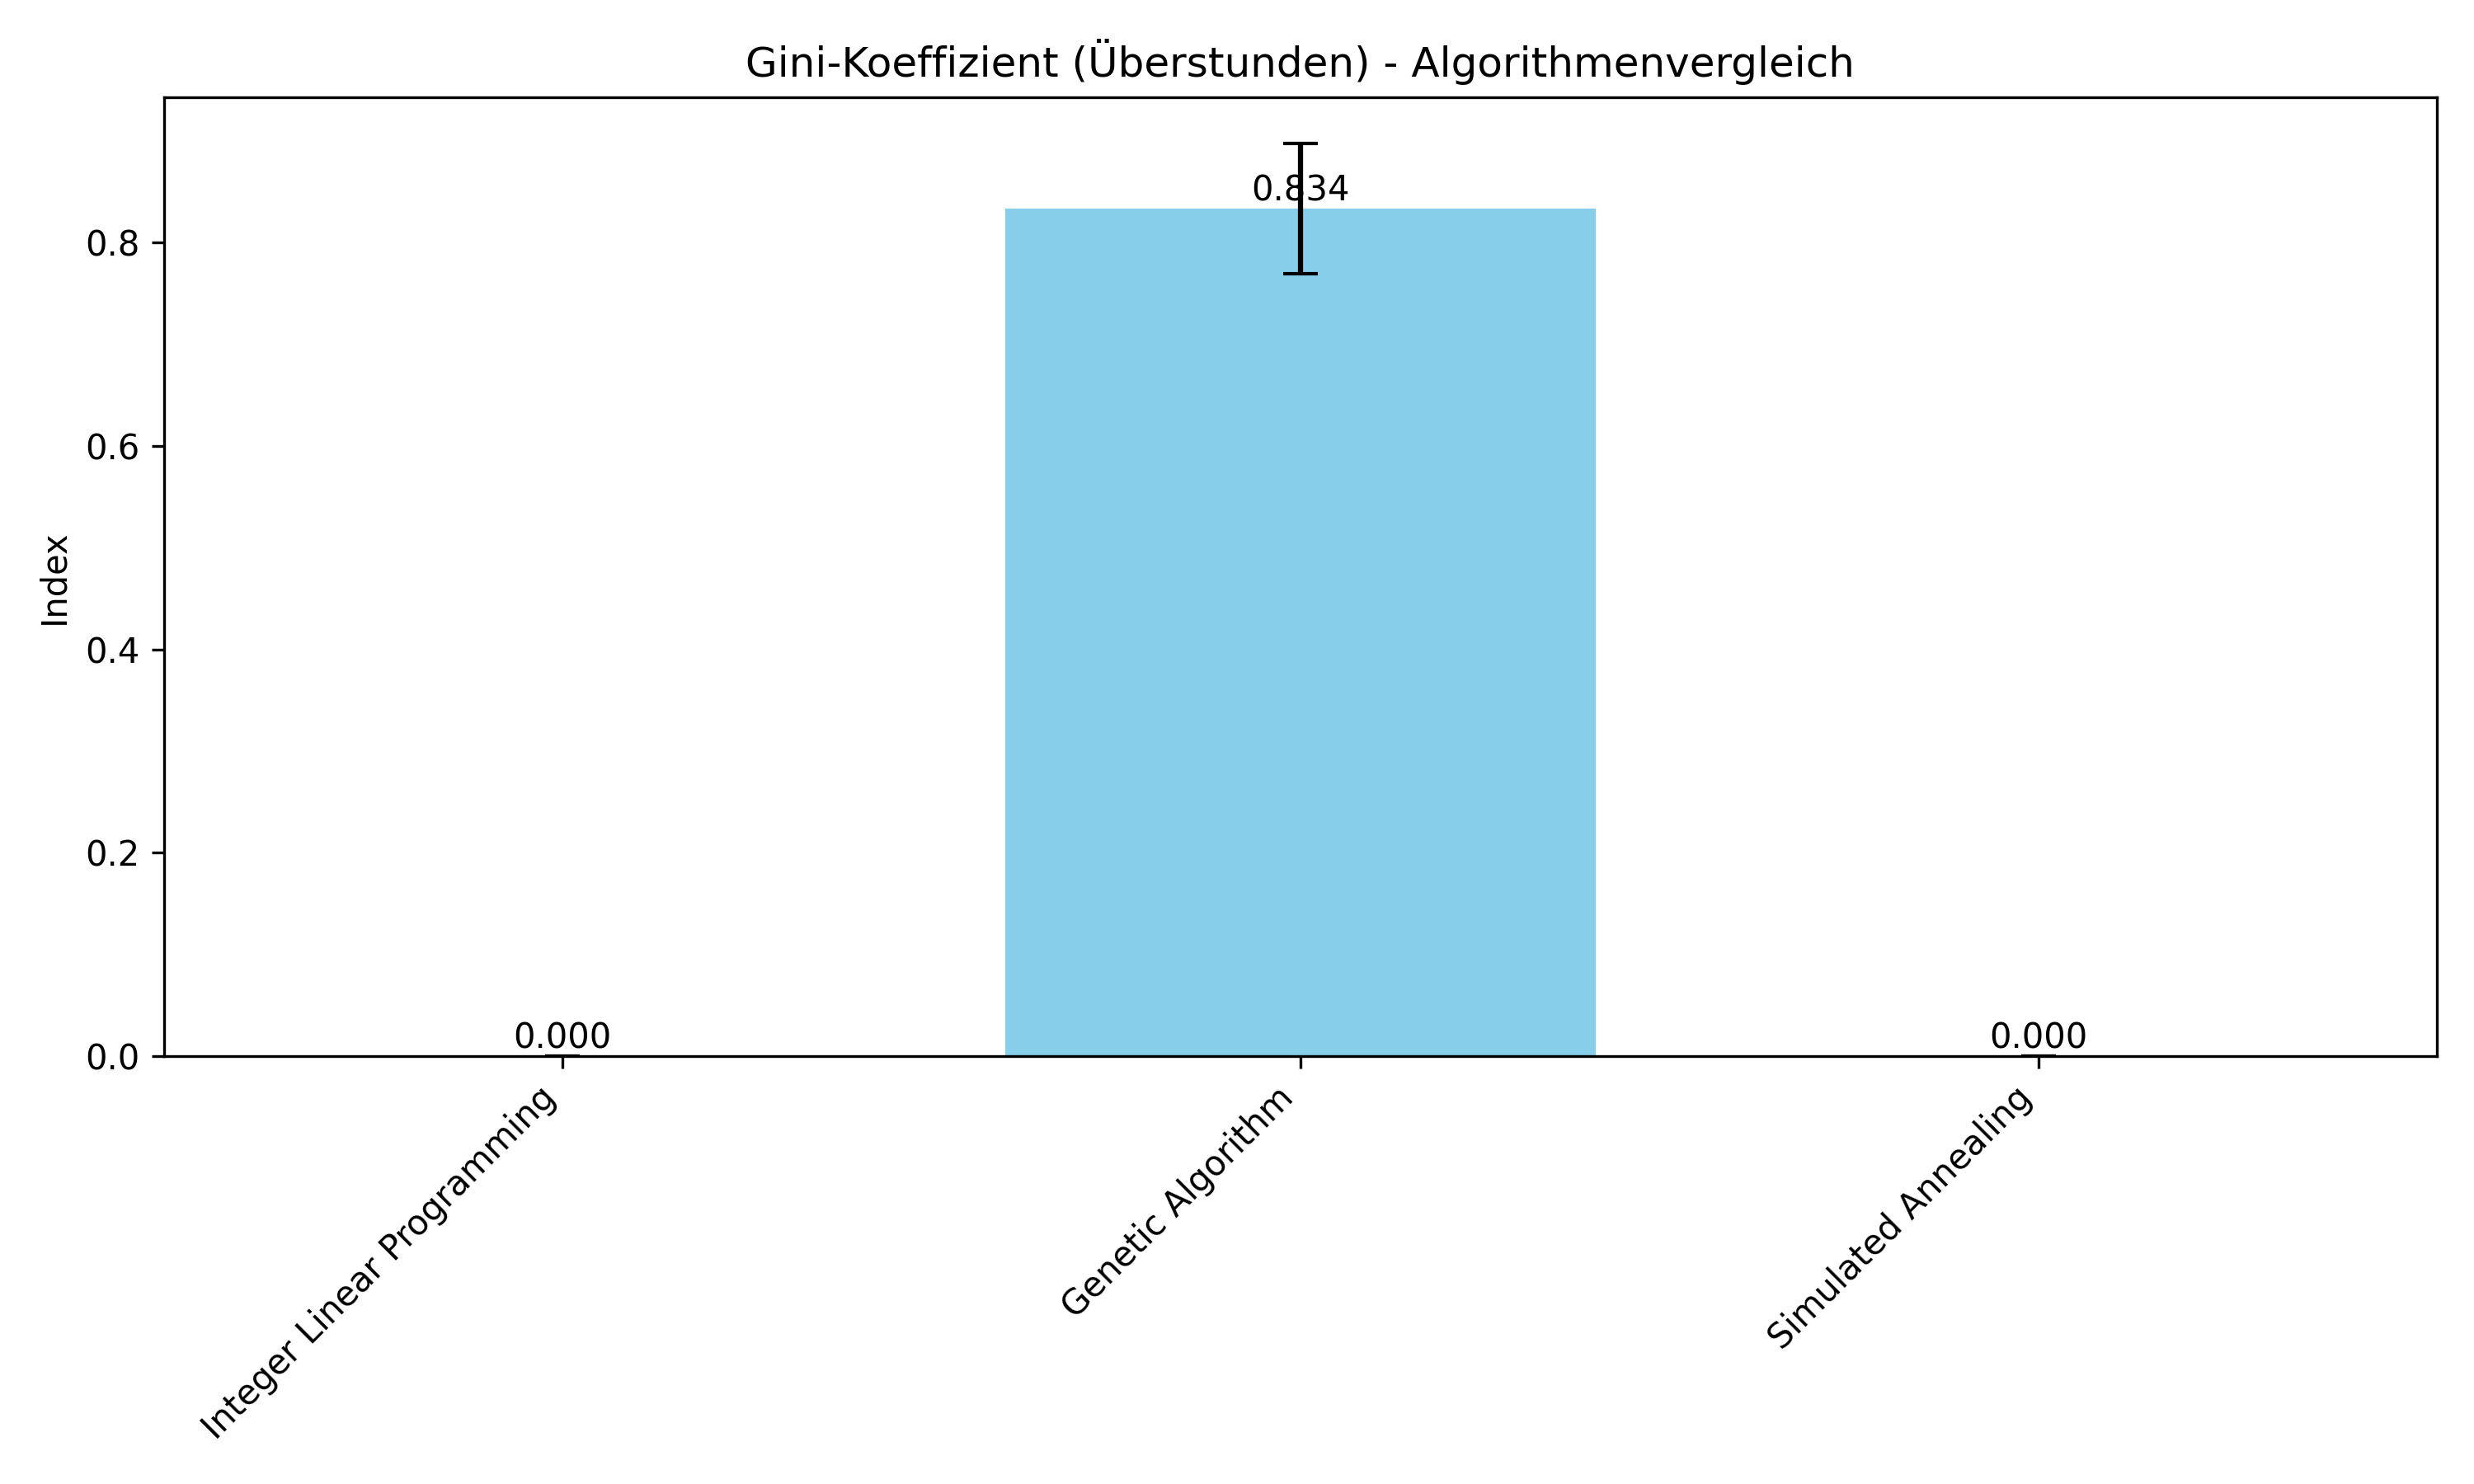 Gini-Koeffizient (Überstunden) - Algorithmenvergleich
Index
0.8
0.6
0.4
0.2
0.0
0.000
0.834
0.000
Integer Linear Programming
Genetic Algorithm
Simulated Annealing